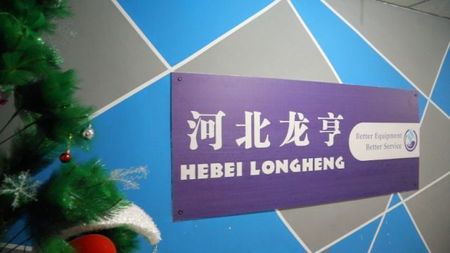 河北龙亨
HEBEI LONGHENG
Better Equipment
Better Service